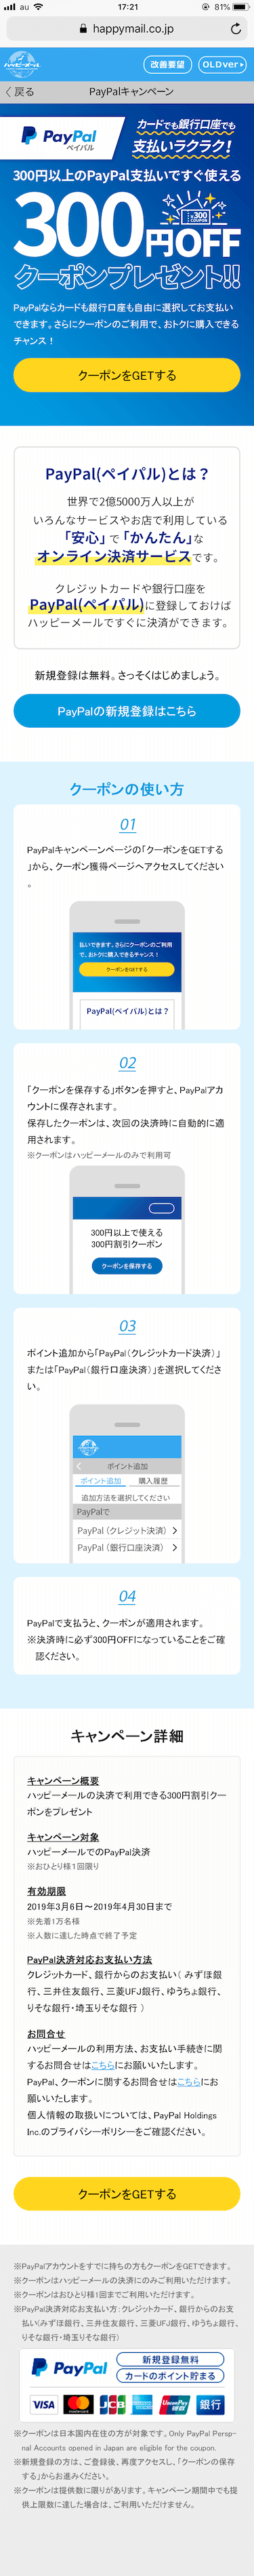 au 17:21 81%
happymail.co.jp
ハッピーメール 改善要望 OLDver
戻る PayPalキャンペーン
PayPal
ペイパル
カードでも銀行口座でも
支払いラクラク！
300円以上のPayPal支払いですぐ使える
300円OFF
¥300
COUPON
クーポンプレゼント!!
PayPalならカードも銀行口座も自由に選択してお支払い
できます。さらにクーポンのご利用で、おトクに購入できる
チャンス！
クーポンをGETする
PayPal(ペイパル)とは？
世界で2億5000万人以上が
いろんなサービスやお店で利用している
「安心」で「かんたん」な
オンライン決済サービスです。
クレジットカードや銀行口座を
PayPal(ペイパル)に登録しておけば
ハッピーメールですぐに決済ができます。
新規登録は無料。さっそくはじめましょう。
PayPalの新規登録はこちら
クーポンの使い方
01
PayPalキャンペーンページの「クーポンをGETする
」から、クーポン獲得ページへアクセスしてください
。
払いできます。さらにクーポンのご利用
で、おトクに購入できるチャンス！
クーポンをGETする
PayPal(ペイパル)とは？
02
「クーポンを保存する」ボタンを押すと、PayPalアカ
ウントに保存されます。
保存したクーポンは、次回の決済時に自動的に適
用されます。
※クーポンはハッピーメールのみで利用可
300円以上で使える
300円割引クーポン
クーポンを保存する
03
ポイント追加から「PayPal（クレジットカード決済）」
または「PayPal（銀行口座決済）」を選択してくださ
い。
ポイント追加
ポイント追加 購入履歴
追加方法を選択してください
PayPalで
PayPal（クレジット決済）
PayPal（銀行口座決済）
04
PayPalで支払うと、クーポンが適用されます。
※決済時に必ず300円OFFになっていることをご確
認ください。
キャンペーン詳細
キャンペーン概要
ハッピーメールの決済で利用できる300円割引クー
ポンをプレゼント
キャンペーン対象
ハッピーメールでのPayPal決済
※おひとり様1回限り
有効期限
2019年3月6日～2019年4月30日まで
※先着1万名様
※人数に達した時点で終了予定
PayPal決済対応お支払い方法
クレジットカード、銀行からのお支払い（ みずほ銀
行、三井住友銀行、三菱UFJ銀行、ゆうちょ銀行、
りそな銀行・埼玉りそな銀行 ）
お問合せ
ハッピーメールの利用方法、お支払い手続きに関
するお問合せはこちらにお願いいたします。
PayPal、クーポンに関するお問合せはこちらにお
願いいたします。
個人情報の取扱いについては、PayPal Holdings
Inc.のプライバシーポリシーをご確認ください。
クーポンをGETする
※PayPalアカウントをすでに持ちの方もクーポンをGETできます。
※クーポンはハッピーメールの決済にのみご利用いただけます。
※クーポンはおひとり様1回までご利用いただけます。
※PayPal決済対応お支払い方：クレジットカード、銀行からのお支
払い（みずほ銀行、三井住友銀行、三菱UFJ銀行、ゆうちょ銀行、
りそな銀行・埼玉りそな銀行）
PayPal 新規登録無料
カードのポイント貯まる
VISA mastercard JCB AMERICAN EXPRESS UnionPay 銀行
※クーポンは日本国内在住の方が対象です。Only PayPal Perso-
nal Accounts opened in Japan are eligible for the coupon.
※新規登録の方は、ご登録後、再度アクセスし、「クーポンの保存
する」からお進みください。
※クーポンは提供数に限りがあります。キャンペーン期間中でも提
供上限数に達した場合は、ご利用いただけません。